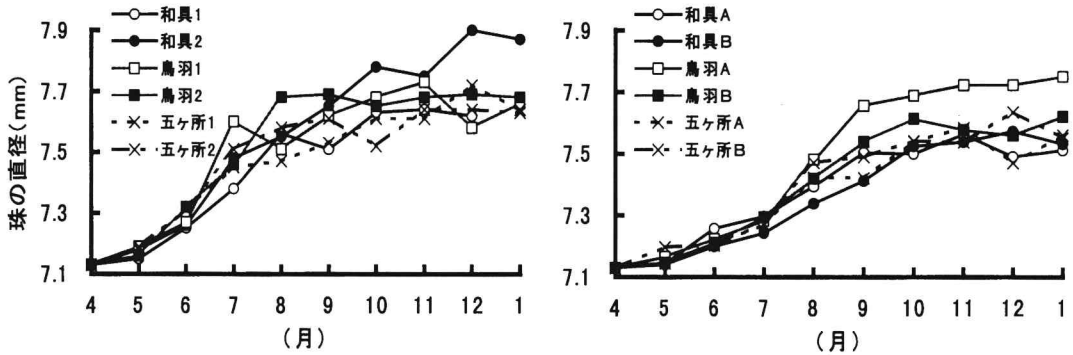 珠の直径(mm)
7.9
7.7
7.5
7.3
7.1
和具1
和具2
鳥羽1
鳥羽2
五ヶ所1
五ヶ所2
4 5 6 7 8 9 10 11 12 1
(月)
7.9
7.7
7.5
7.3
7.1
和具A
和具B
鳥羽A
鳥羽B
五ヶ所A
五ヶ所B
4 5 6 7 8 9 10 11 12 1
(月)